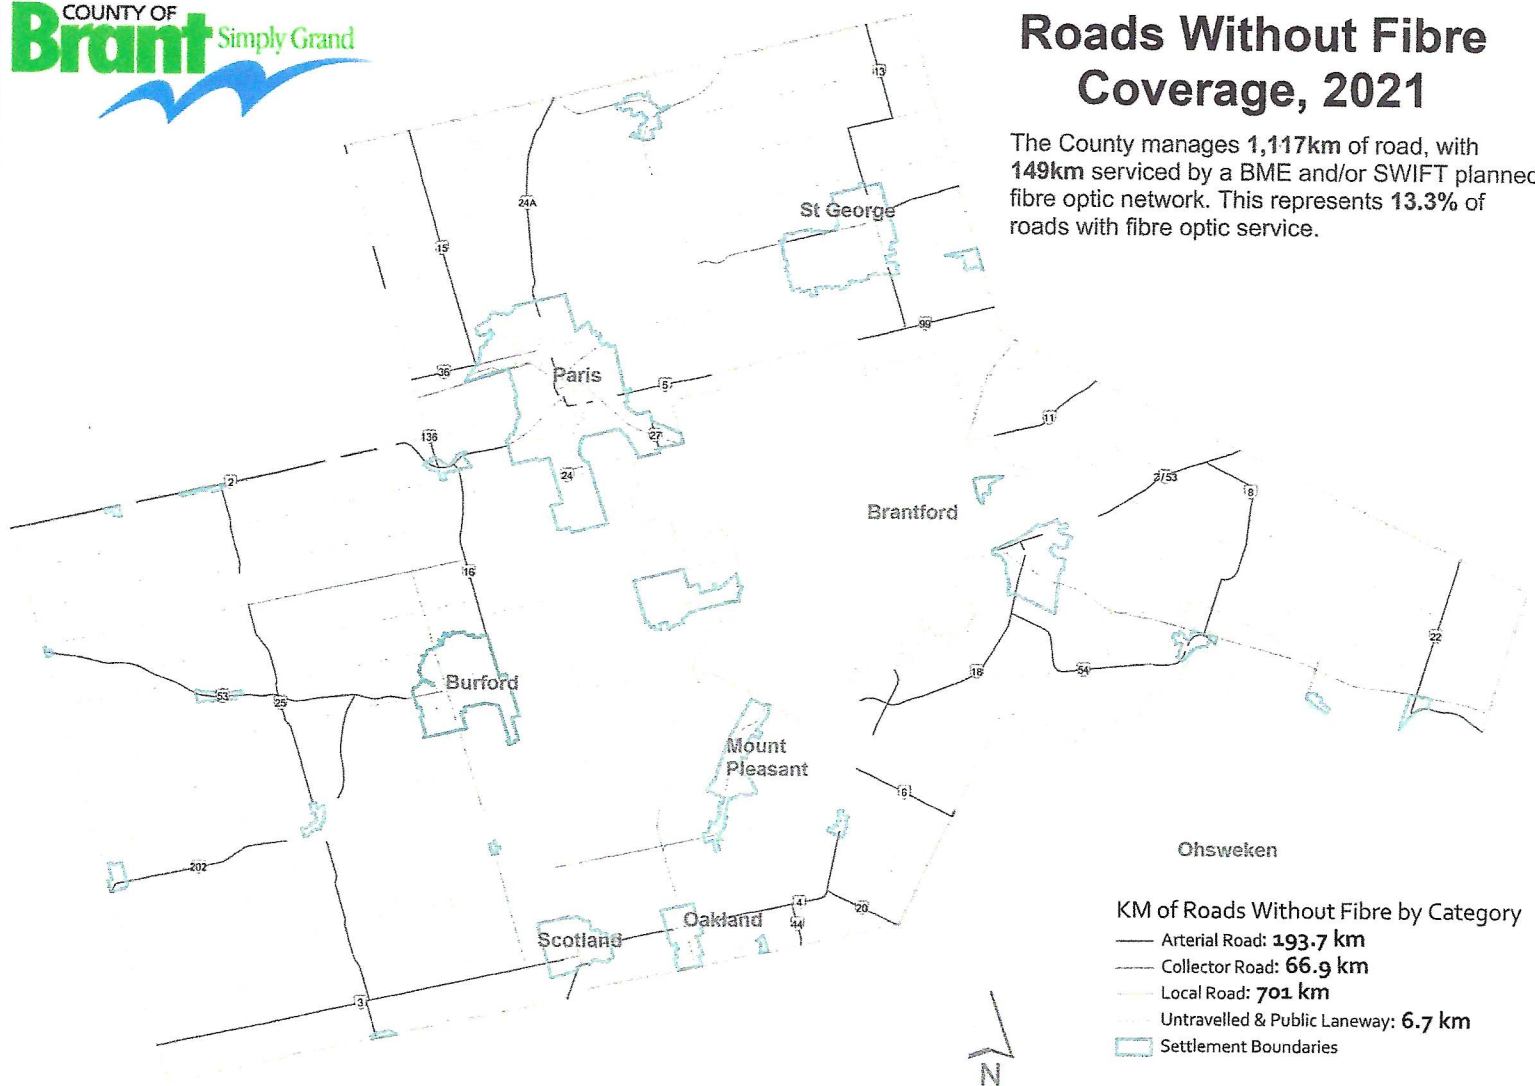 COUNTY OF
Brant Simply Grand
Roads Without Fibre
Coverage, 2021
The County manages 1,117km of road, with
149km serviced by a BME and/or SWIFT planned
fibre optic network. This represents 13.3% of
roads with fibre optic service.
13
24A
St George
15
99
36
Paris
5
11
136
27
24
2
2/53
8
Brantford
16
22
18
54
Burford
53
25
Mount
Pleasant
6
Ohsweken
202
4
20
44
Oakland
Scotland
3
KM of Roads Without Fibre by Category
Arterial Road: 193.7 km
Collector Road: 66.9 km
Local Road: 701 km
Untravelled & Public Laneway: 6.7 km
Settlement Boundaries
N